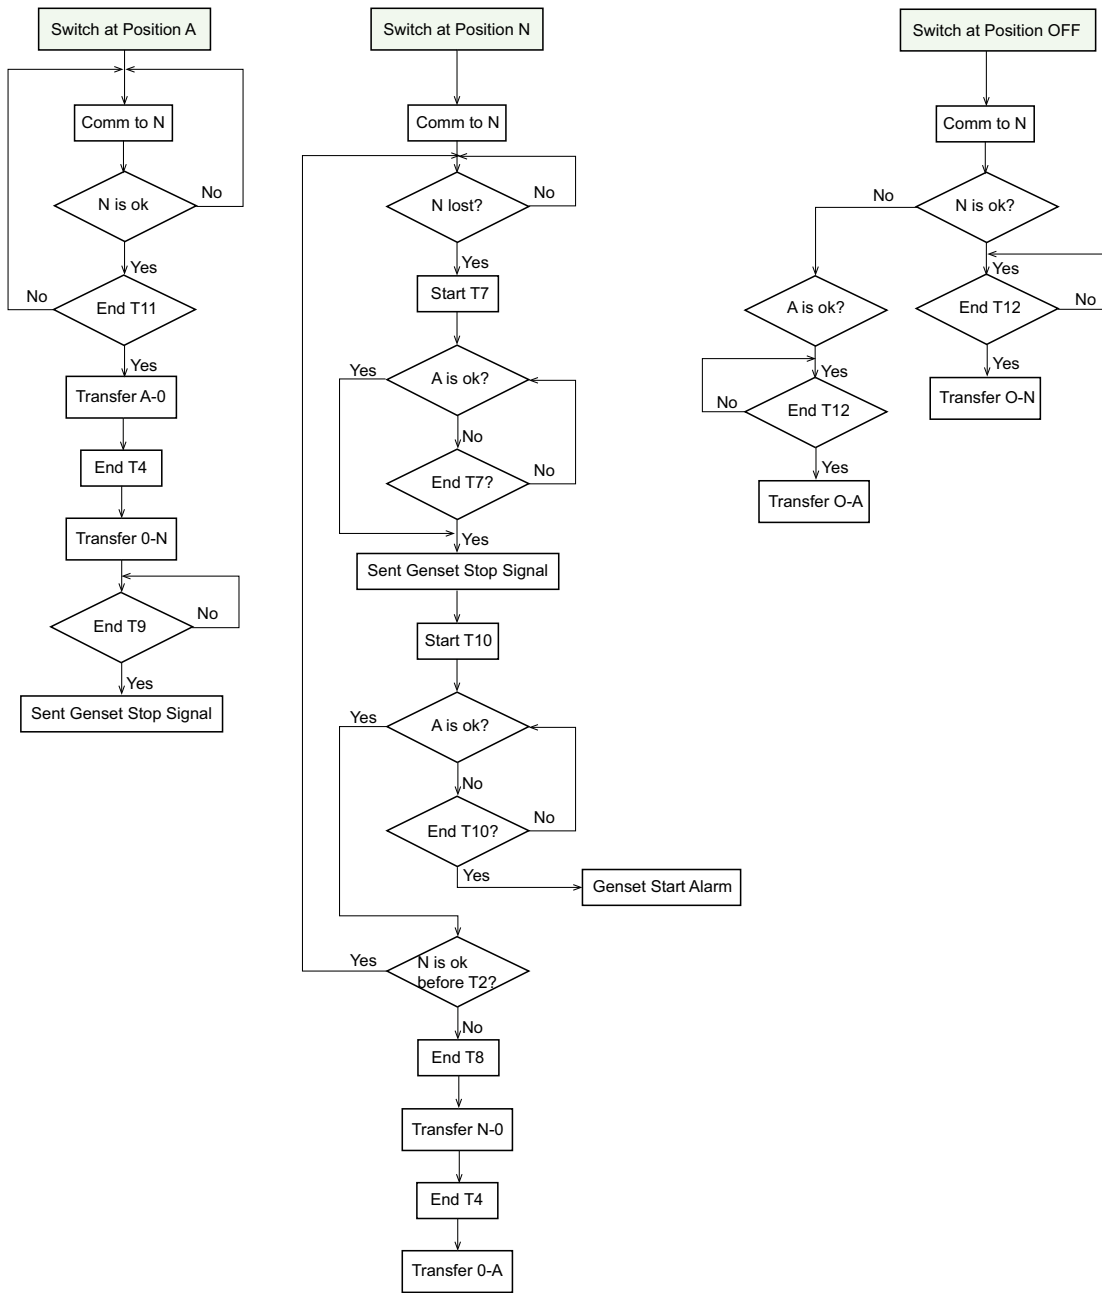 Switch at Position A
Comm to N
N is ok
No
Yes
End T11
No
Yes
Transfer A-0
End T4
Transfer 0-N
End T9
No
Yes
Sent Genset Stop Signal
Switch at Position N
Comm to N
N lost?
No
Yes
Start T7
Yes
A is ok?
No
End T7?
No
Yes
Sent Genset Stop Signal
Start T10
Yes
A is ok?
No
End T10?
No
Yes
Genset Start Alarm
Yes
N is ok
before T2?
No
End T8
Transfer N-0
End T4
Transfer 0-A
Switch at Position OFF
Comm to N
No
N is ok?
Yes
End T12
No
Yes
Transfer O-N
A is ok?
Yes
No
End T12
Yes
Transfer O-A